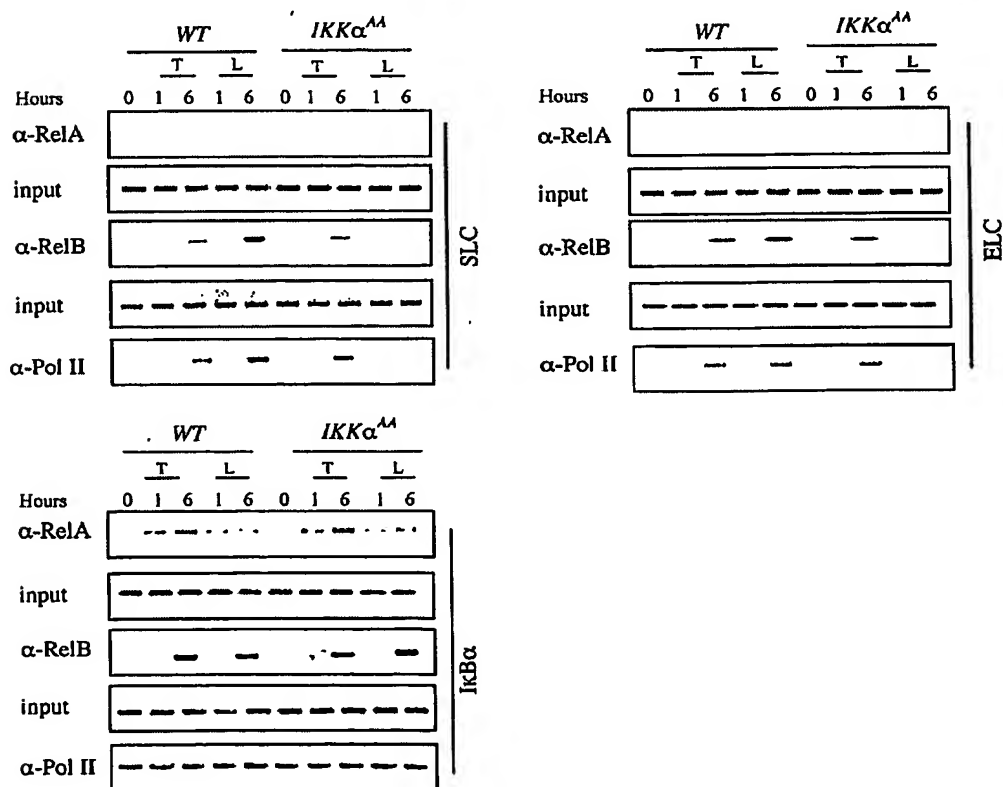 WT IKKα^AA
T L T L
Hours 0 1 6 1 6 0 1 6 1 6
α-RelA
input
α-RelB
input
α-Pol II
SLC
WT IKKα^AA
T L T L
Hours 0 1 6 1 6 0 1 6 1 6
α-RelA
input
α-RelB
input
α-Pol II
ELC
WT IKKα^AA
T L T L
Hours 0 1 6 1 6 0 1 6 1 6
α-RelA
input
α-RelB
input
α-Pol II
IκBα